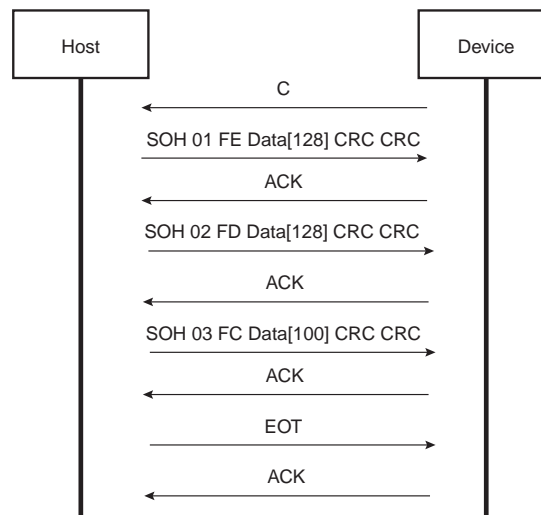 Host
Device
C
SOH 01 FE Data[128] CRC CRC
ACK
SOH 02 FD Data[128] CRC CRC
ACK
SOH 03 FC Data[100] CRC CRC
ACK
EOT
ACK